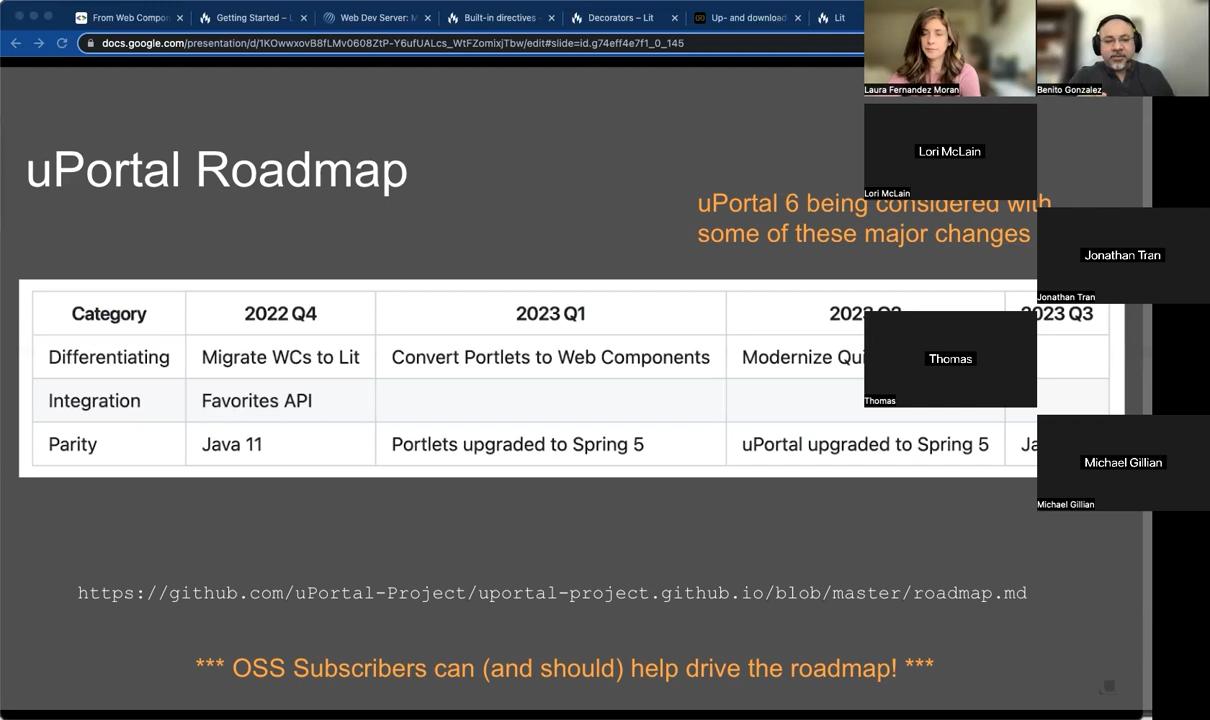 From Web Compon
Getting Started – L
Web Dev Server: M
Built-in directives –
Decorators – Lit
Up- and download
Lit
docs.google.com/presentation/d/1KOwwxovB8fLMv0608ZtP-Y6ufUALcs_WtFZomixjTbw/edit#slide=id.g74eff4e7f1_0_145
Laura Fernandez Moran
Benito Gonzalez
Lori McLain
Lori McLain
uPortal Roadmap
uPortal 6 being considered with
some of these major changes
Jonathan Tran
Jonathan Tran
Category 2022 Q4 2023 Q1 2023 Q2 2023 Q3
Differentiating Migrate WCs to Lit Convert Portlets to Web Components Modernize Qui
Thomas
Thomas
Integration Favorites API
Parity Java 11 Portlets upgraded to Spring 5 uPortal upgraded to Spring 5 Ja
Michael Gillian
Michael Gillian
https://github.com/uPortal-Project/uportal-project.github.io/blob/master/roadmap.md
*** OSS Subscribers can (and should) help drive the roadmap! ***